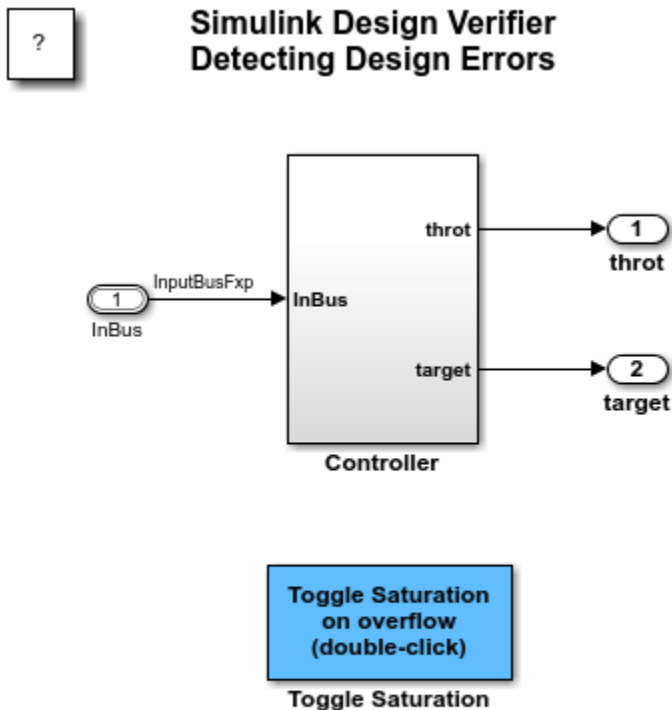 ?
Simulink Design Verifier
Detecting Design Errors
throt
1
throt
InputBusFxp
1
InBus
InBus
target
2
target
Controller
Toggle Saturation
on overflow
(double-click)
Toggle Saturation